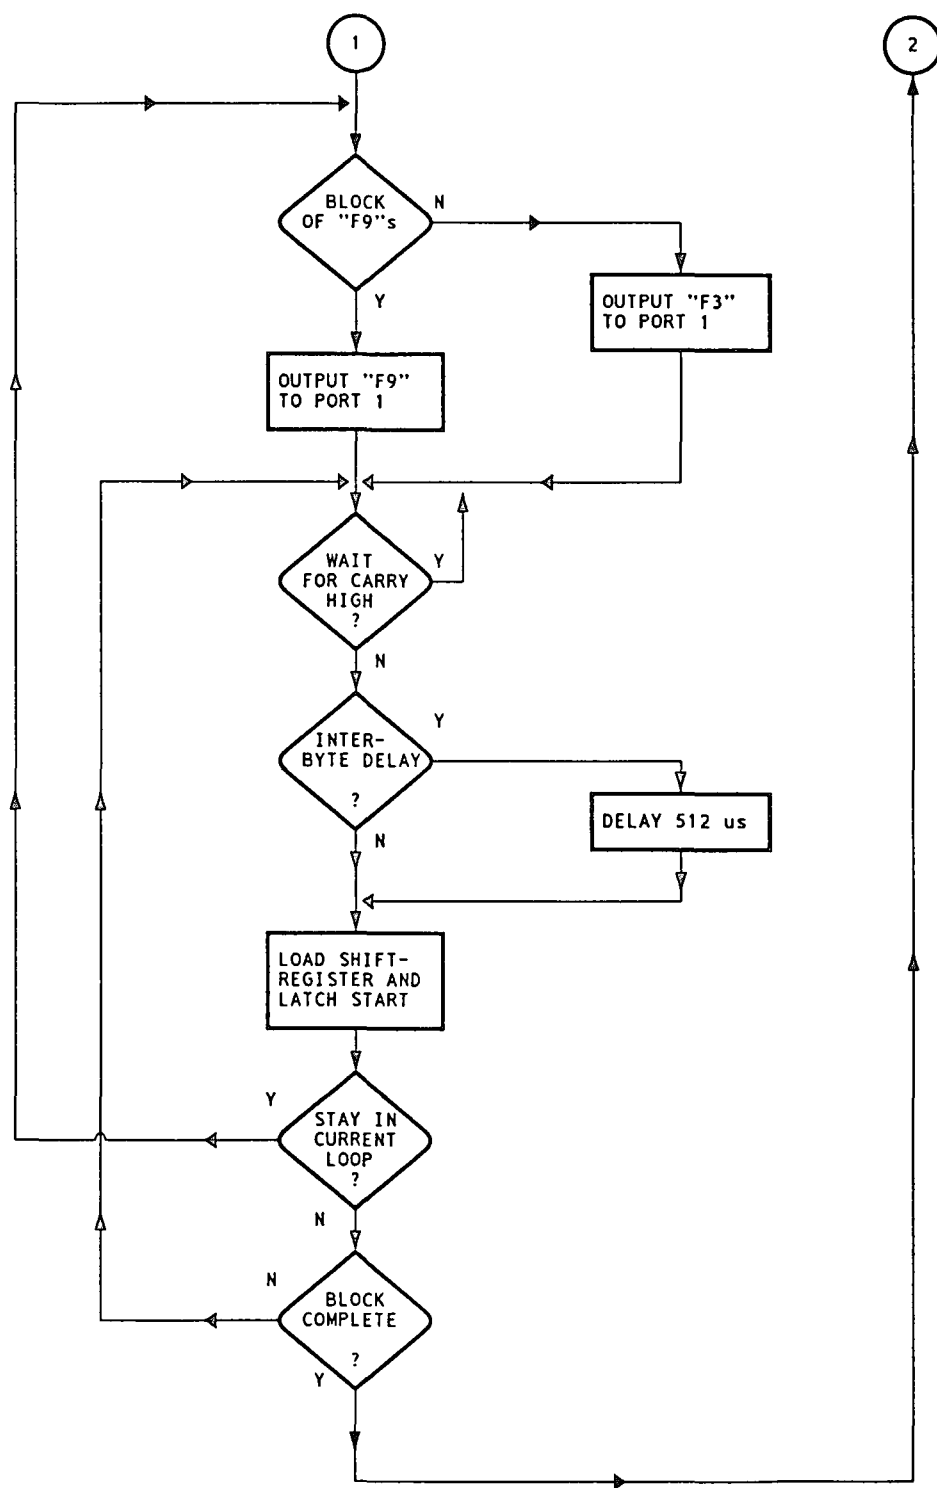 1
2
BLOCK
OF "F9"s
N
Y
OUTPUT "F3"
TO PORT 1
OUTPUT "F9"
TO PORT 1
WAIT
FOR CARRY
HIGH
?
Y
N
INTER-
BYTE DELAY
?
Y
N
DELAY 512 us
LOAD SHIFT-
REGISTER AND
LATCH START
Y
STAY IN
CURRENT
LOOP
?
N
N
BLOCK
COMPLETE
?
Y